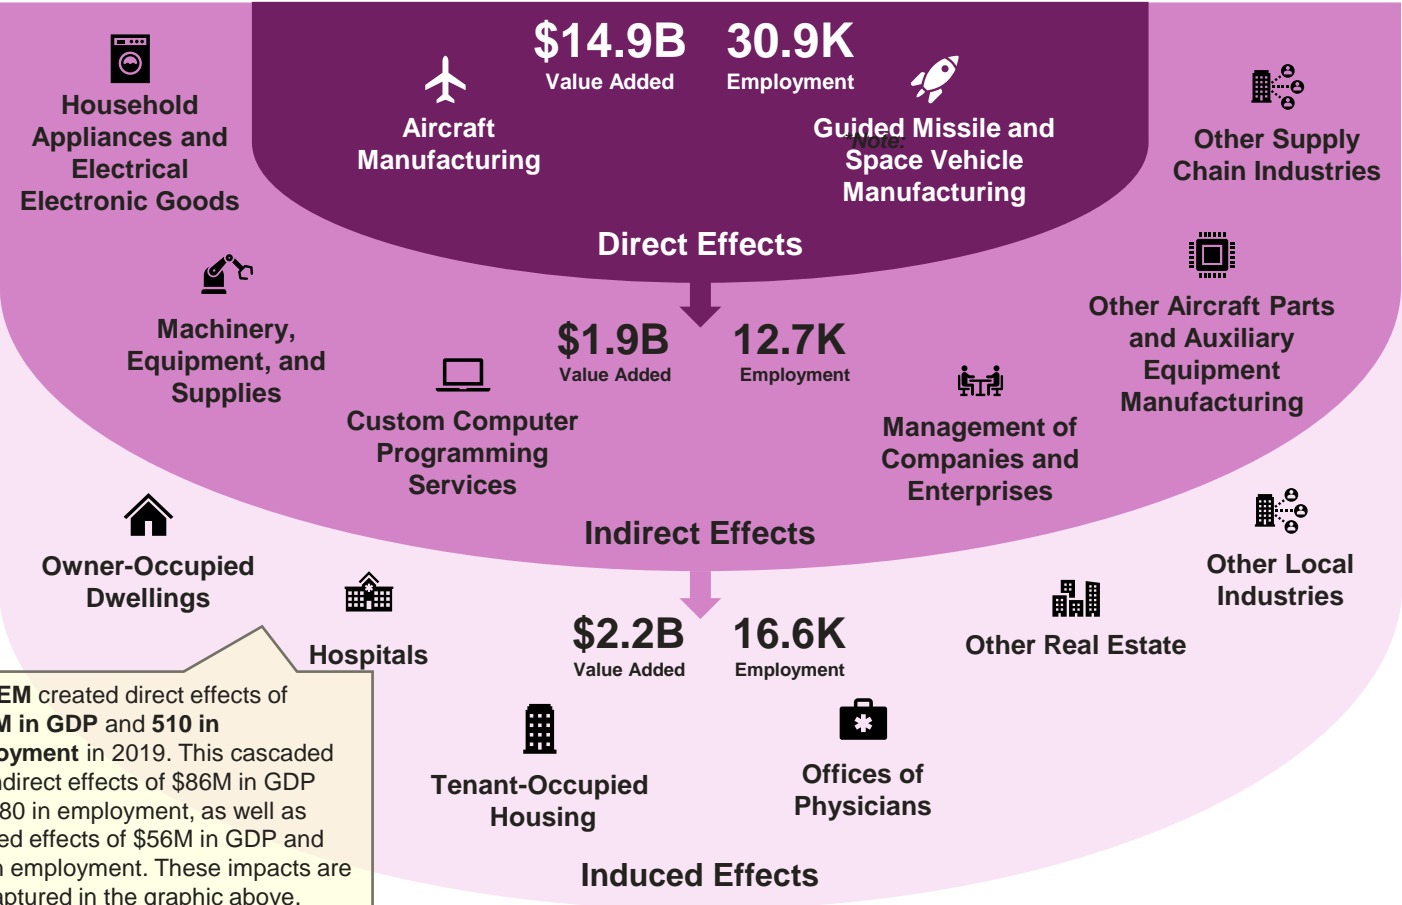 $14.9B
Value Added
30.9K
Employment
Household
Appliances and
Electrical
Electronic Goods
Aircraft
Manufacturing
Guided Missile and
Space Vehicle
Manufacturing
*Note:
Other Supply
Chain Industries
Direct Effects
Machinery,
Equipment, and
Supplies
$1.9B
Value Added
12.7K
Employment
Other Aircraft Parts
and Auxiliary
Equipment
Manufacturing
Custom Computer
Programming
Services
Management of
Companies and
Enterprises
Indirect Effects
Owner-Occupied
Dwellings
Hospitals
$2.2B
Value Added
16.6K
Employment
Other Real Estate
Other Local
Industries
Tenant-Occupied
Housing
Offices of
Physicians
Induced Effects
EM created direct effects of
M in GDP and 510 in
oyment in 2019. This cascaded
ndirect effects of $86M in GDP
80 in employment, as well as
ed effects of $56M in GDP and
n employment. These impacts are
aptured in the graphic above.